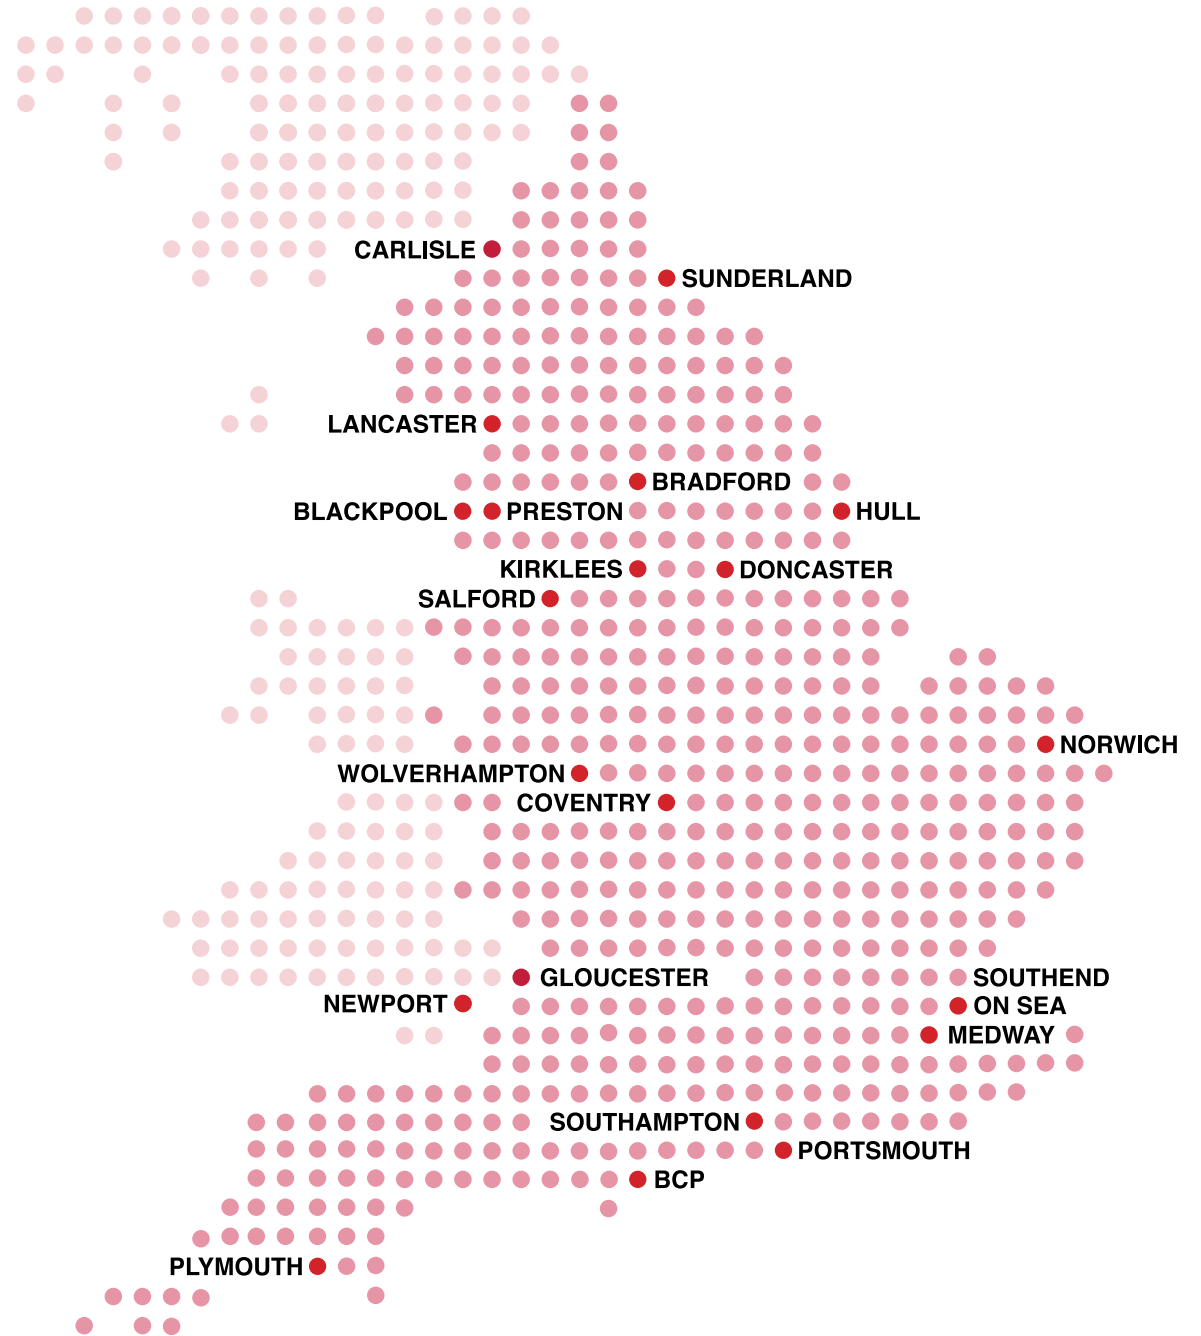 CARLISLE
SUNDERLAND
LANCASTER
BRADFORD
BLACKPOOL
PRESTON
HULL
KIRKLEES
DONCASTER
SALFORD
NORWICH
WOLVERHAMPTON
COVENTRY
GLOUCESTER
SOUTHEND
ON SEA
NEWPORT
MEDWAY
SOUTHAMPTON
PORTSMOUTH
BCP
PLYMOUTH